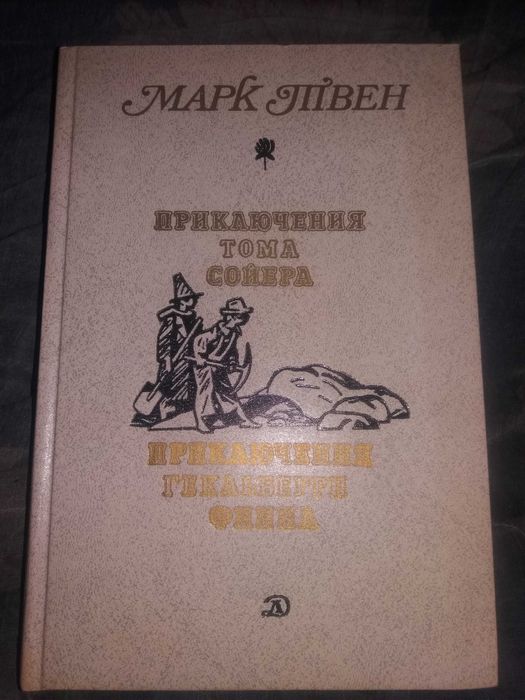 МАРК ТВЕН
ПРИКЛЮЧЕНИЯ
ТОМА
СОЙЕРА
ПРИКЛЮЧЕНИЯ
ГЕКЛЬБЕРРИ
ФИННА
Д